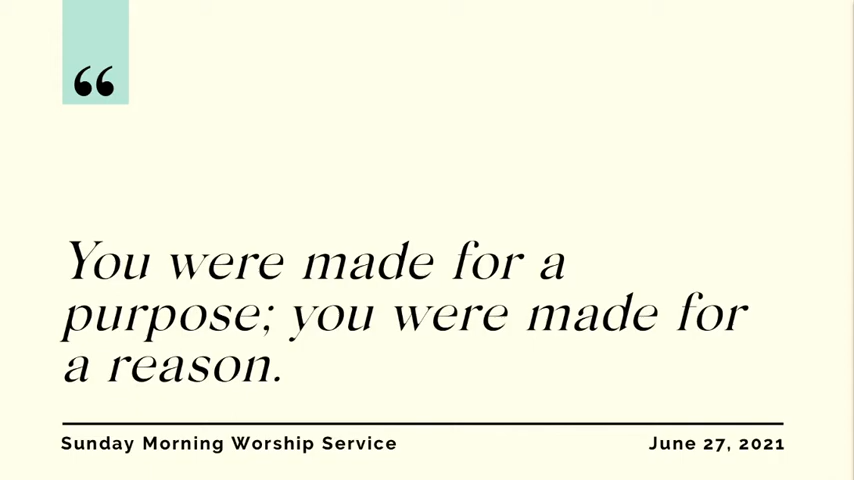 “
You were made for a
purpose; you were made for
a reason.
Sunday Morning Worship Service
June 27, 2021